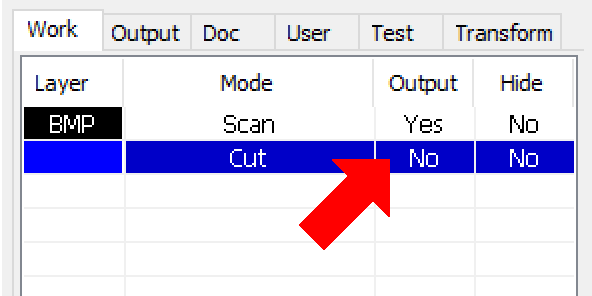 Work Output Doc User Test Transform
Layer Mode Output Hide
BMP Scan Yes No
Cut No No